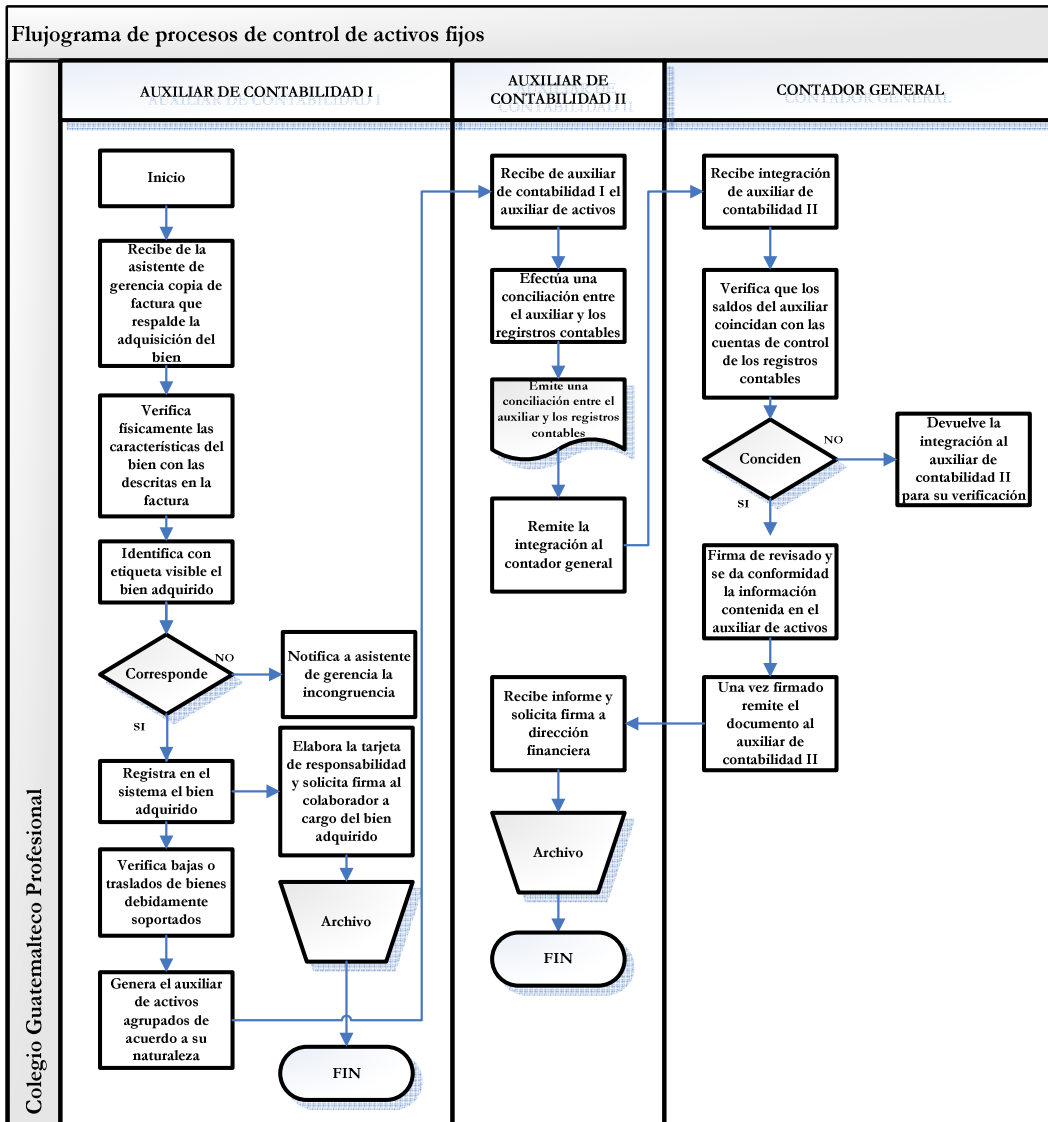 Flujograma de procesos de control de activos fijos
Colegio Guatemalteco Profesional
AUXILIAR DE CONTABILIDAD I
AUXILIAR DE
CONTABILIDAD II
CONTADOR GENERAL
Inicio
Recibe de la
asistente de
gerencia copia de
factura que
respalde la
adquisición del
bien
Verifica
físicamente las
características del
bien con las
descritas en la
factura
Identifica con
etiqueta visible el
bien adquirido
Corresponde
NO
SI
Notifica a asistente
de gerencia la
incongruencia
Registra en el
sistema el bien
adquirido
Elabora la tarjeta
de responsabilidad
y solicita firma al
colaborador a
cargo del bien
adquirido
Verifica bajas o
traslados de bienes
debidamente
soportados
Archivo
Genera el auxiliar
de activos
agrupados de
acuerdo a su
naturaleza
FIN
Recibe de auxiliar
de contabilidad I el
auxiliar de activos
Efectúa una
conciliación entre
el auxiliar y los
regirstros contables
Emite una
conciliación entre el
auxiliar y los registros
contables
Remite la
integración al
contador general
Recibe informe y
solicita firma a
dirección
financiera
Archivo
FIN
Recibe integración
de auxiliar de
contabilidad II
Verifica que los
saldos del auxiliar
coincidan con las
cuentas de control
de los registros
contables
Conciden
NO
SI
Devuelve la
integración al
auxiliar de
contabilidad II
para su verificación
Firma de revisado y
se da conformidad
la información
contenida en el
auxiliar de activos
Una vez firmado
remite el
documento al
auxiliar de
contabilidad II